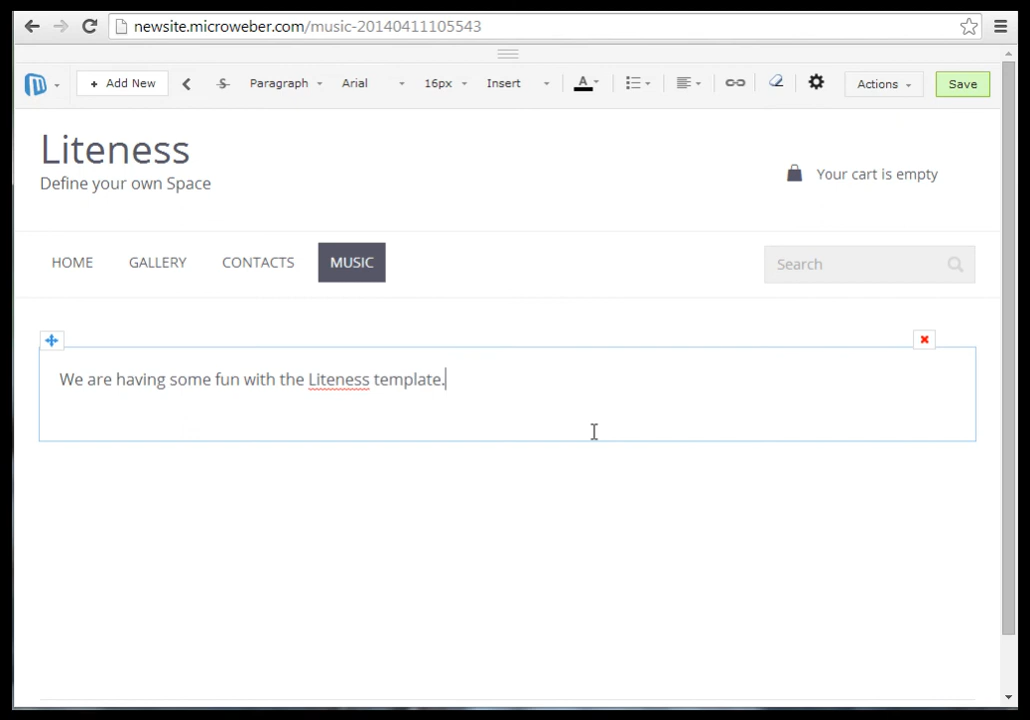 newsite.microweber.com/music-20140411105543
+ Add New S Paragraph Arial 16px Insert A Actions Save
Liteness
Define your own Space
Your cart is empty
HOME GALLERY CONTACTS MUSIC Search
We are having some fun with the Liteness template.